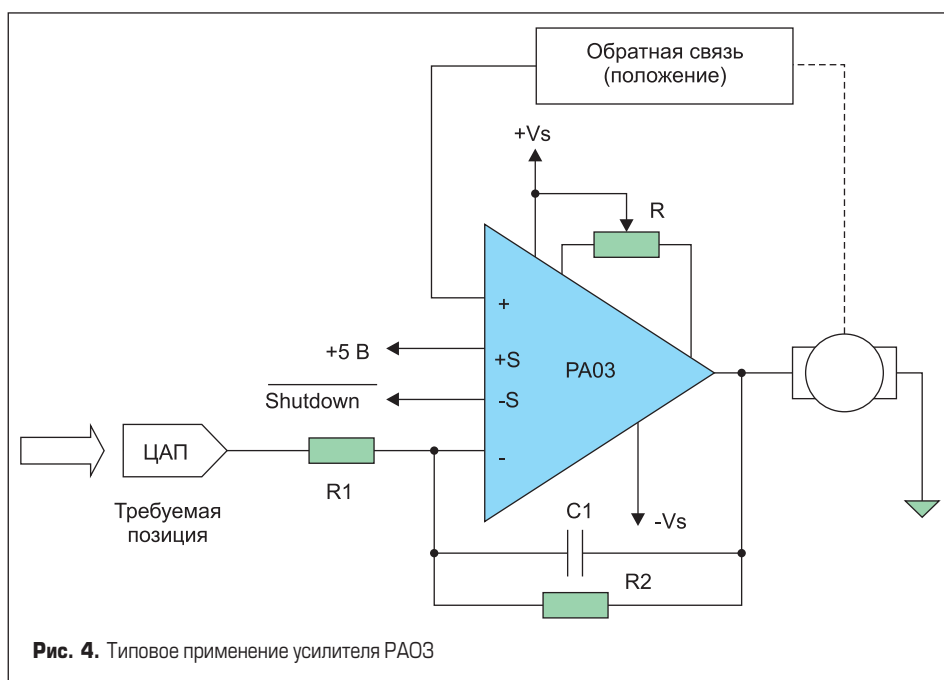 Обратная связь
(положение)
+Vs
R
+
+5 В
+S
PA03
Shutdown
-S
ЦАП
-
R1
Требуемая
позиция
C1
-Vs
R2
Рис. 4. Типовое применение усилителя PA03